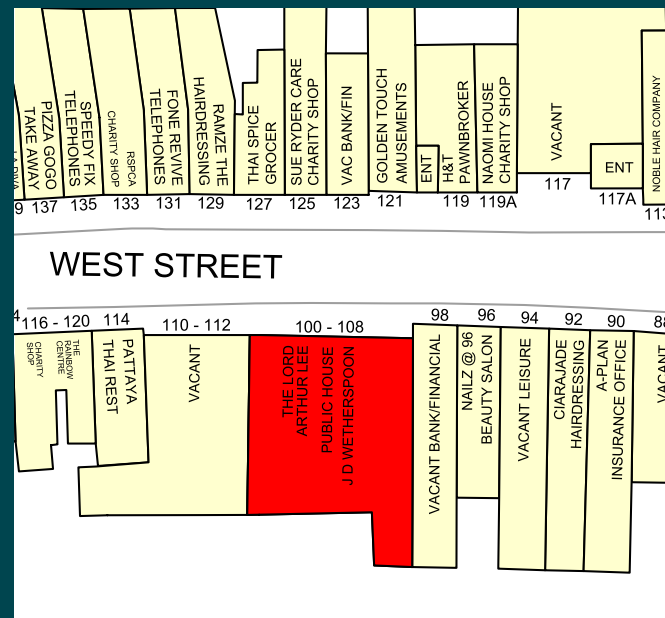 PIZZA GOGO
TAKE AWAY
SPEEDY FIX
TELEPHONES
RSPCA
CHARITY SHOP
FONE REVIVE
TELEPHONES
RAMZE THE
HAIRDRESSING
THAI SPICE
GROCER
SUE RYDER CARE
CHARITY SHOP
VAC BANK/FIN
GOLDEN TOUCH
AMUSEMENTS
ENT
H&T
PAWNBROKER
NAOMI HOUSE
CHARITY SHOP
VACANT
ENT
NOBLE HAIR COMPANY
9 137 135 133 131 129 127 125 123 121 119 119A 117 117A 113
WEST STREET
4 116 - 120 114 110 - 112 100 - 108 98 96 94 92 90 88
THE
RAINBOW
CENTRE
CHARITY
SHOP
PATTAYA
THAI REST
VACANT
THE LORD
ARTHUR LEE
PUBLIC HOUSE
J D WETHERSPOON
VACANT BANK/FINANCIAL
NAILZ @ 96
BEAUTY SALON
VACANT LEISURE
CIARAJADE
HAIRDRESSING
A-PLAN
INSURANCE OFFICE
VACANT